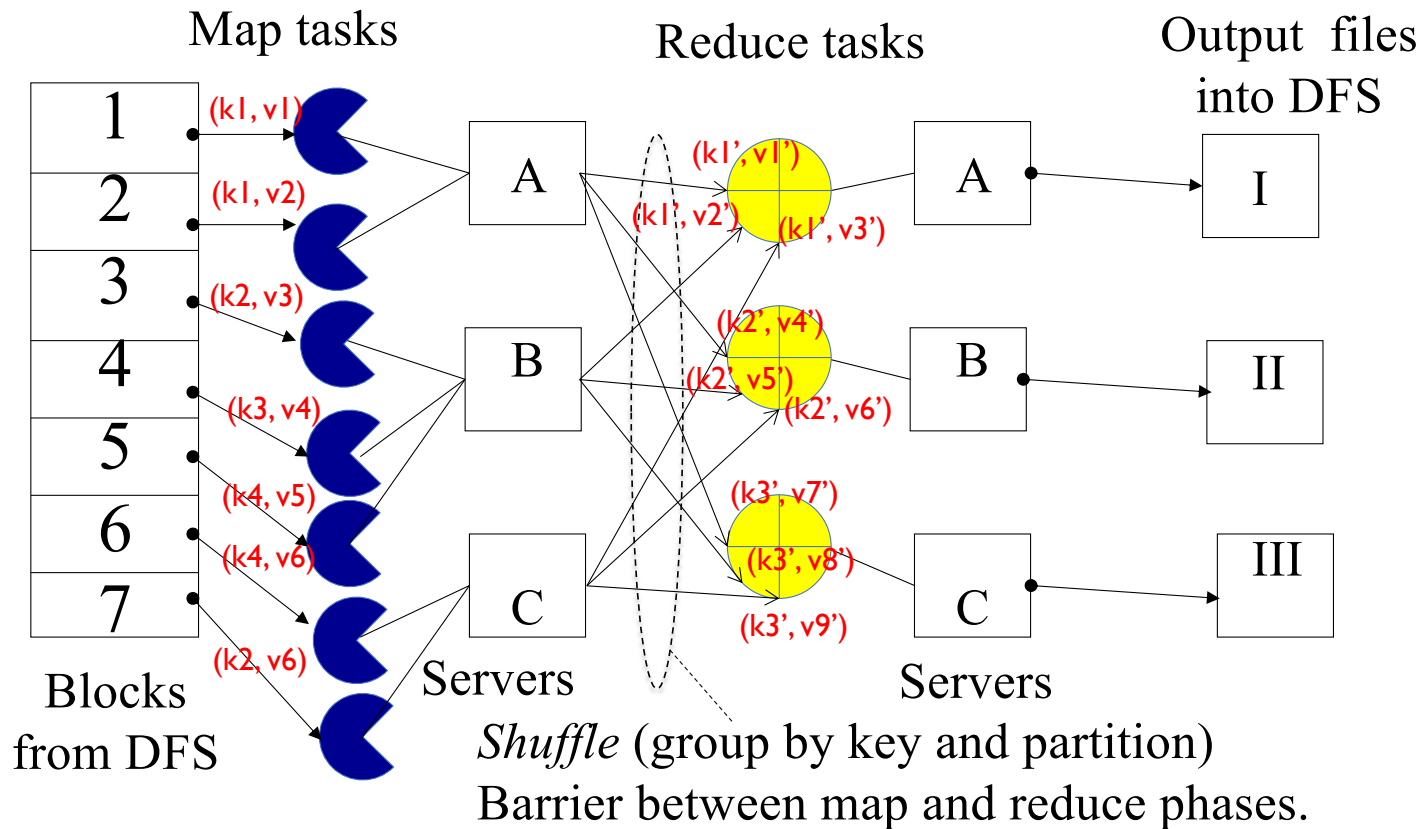 Map tasks
Reduce tasks
Output files
into DFS
1
2
3
4
5
6
7
(k1, v1)
(k1, v2)
(k2, v3)
(k3, v4)
(k4, v5)
(k4, v6)
(k2, v6)
Blocks
from DFS
A
B
C
Servers
(k1’, v1’)
(k1’, v2’)
(k1’, v3’)
(k2’, v4’)
(k2’, v5’)
(k2’, v6’)
(k3’, v7’)
(k3’, v8’)
(k3’, v9’)
A
B
C
Servers
I
II
III
Shuffle (group by key and partition)
Barrier between map and reduce phases.